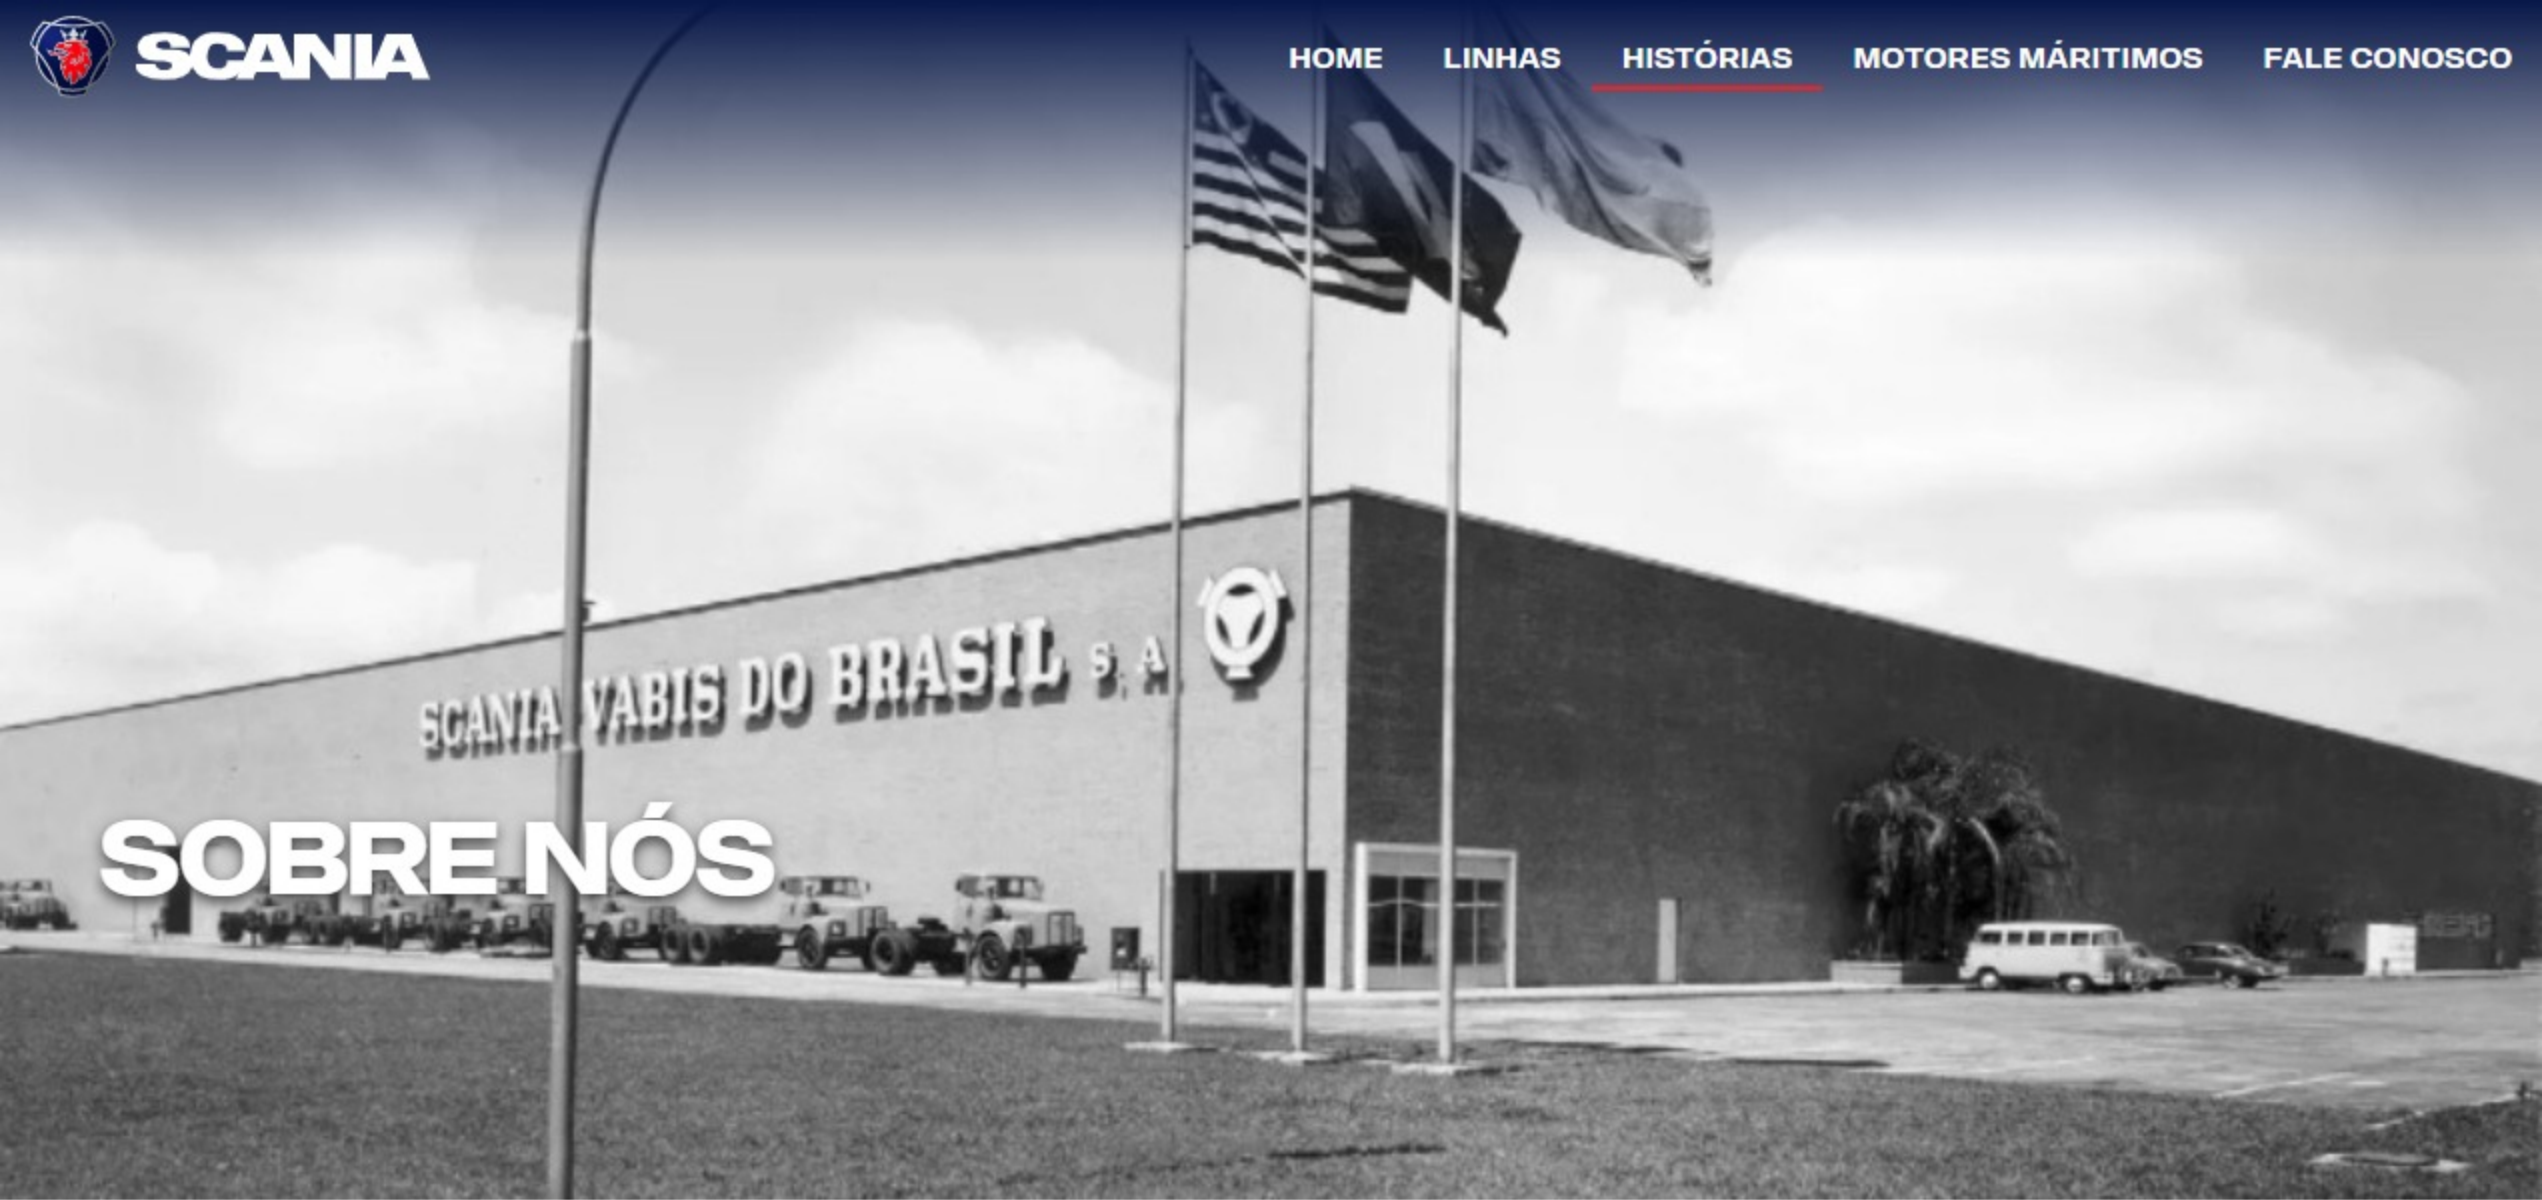 SCANIA
HOME LINHAS HISTÓRIAS MOTORES MÁRITIMOS FALE CONOSCO
SCANIA VABIS DO BRASIL S.A.
SOBRE NÓS